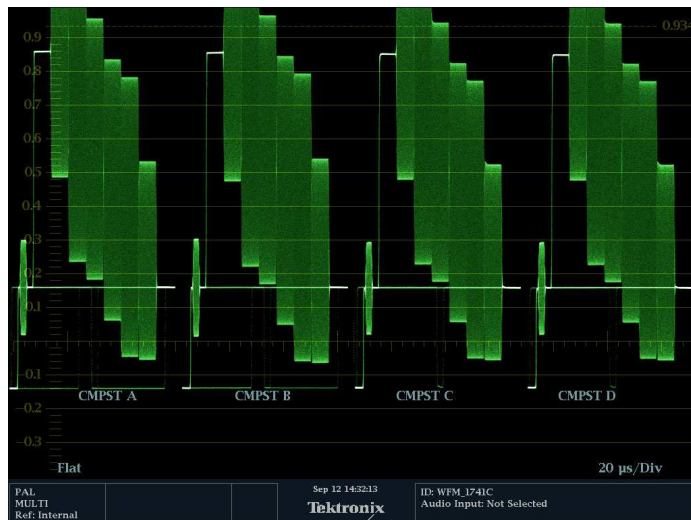 0.9
0.934
0.8
0.7
0.6
0.5
0.4
0.3
0.2
0.1
0.1
CMPST A CMPST B CMPST C CMPST D
0.2
0.3
Flat 20 µs/Div
PAL
MULTI
Ref: Internal
Sep 12 14:32:13
Tektronix
ID: WFM_1741C
Audio Input: Not Selected